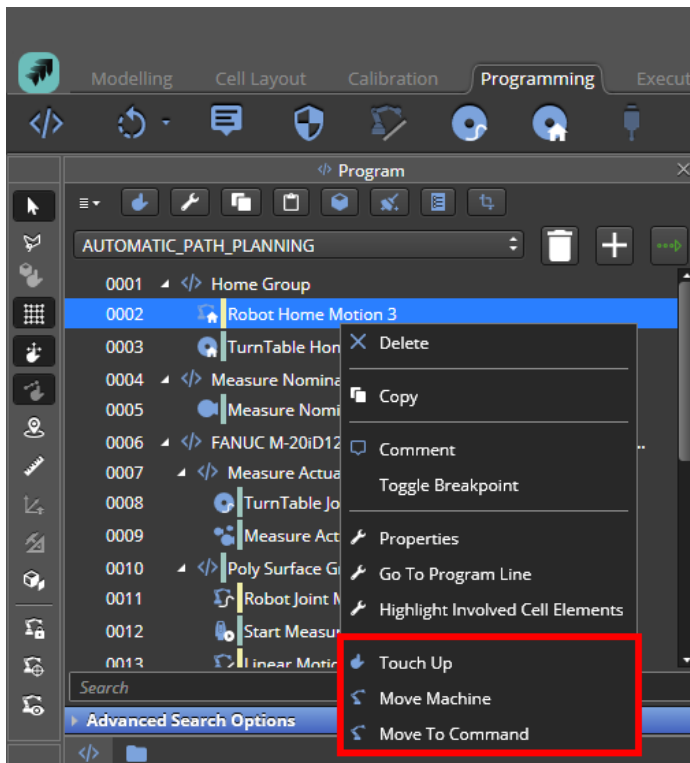 Modelling Cell Layout Calibration Programming Execut
Program
AUTOMATIC_PATH_PLANNING
0001 Home Group
0002 Robot Home Motion 3
0003 TurnTable Hon
0004 Measure Nomina
0005 Measure Nomi
0006 FANUC M-20iD12 ..
0007 Measure Actua
0008 TurnTable Jo
0009 Measure Act
0010 Poly Surface G
0011 Robot Joint M
0012 Start Measu
0013 Linear Motio
Delete
Copy
Comment
Toggle Breakpoint
Properties
Go To Program Line
Highlight Involved Cell Elements
Touch Up
Move Machine
Move To Command
Search
Advanced Search Options